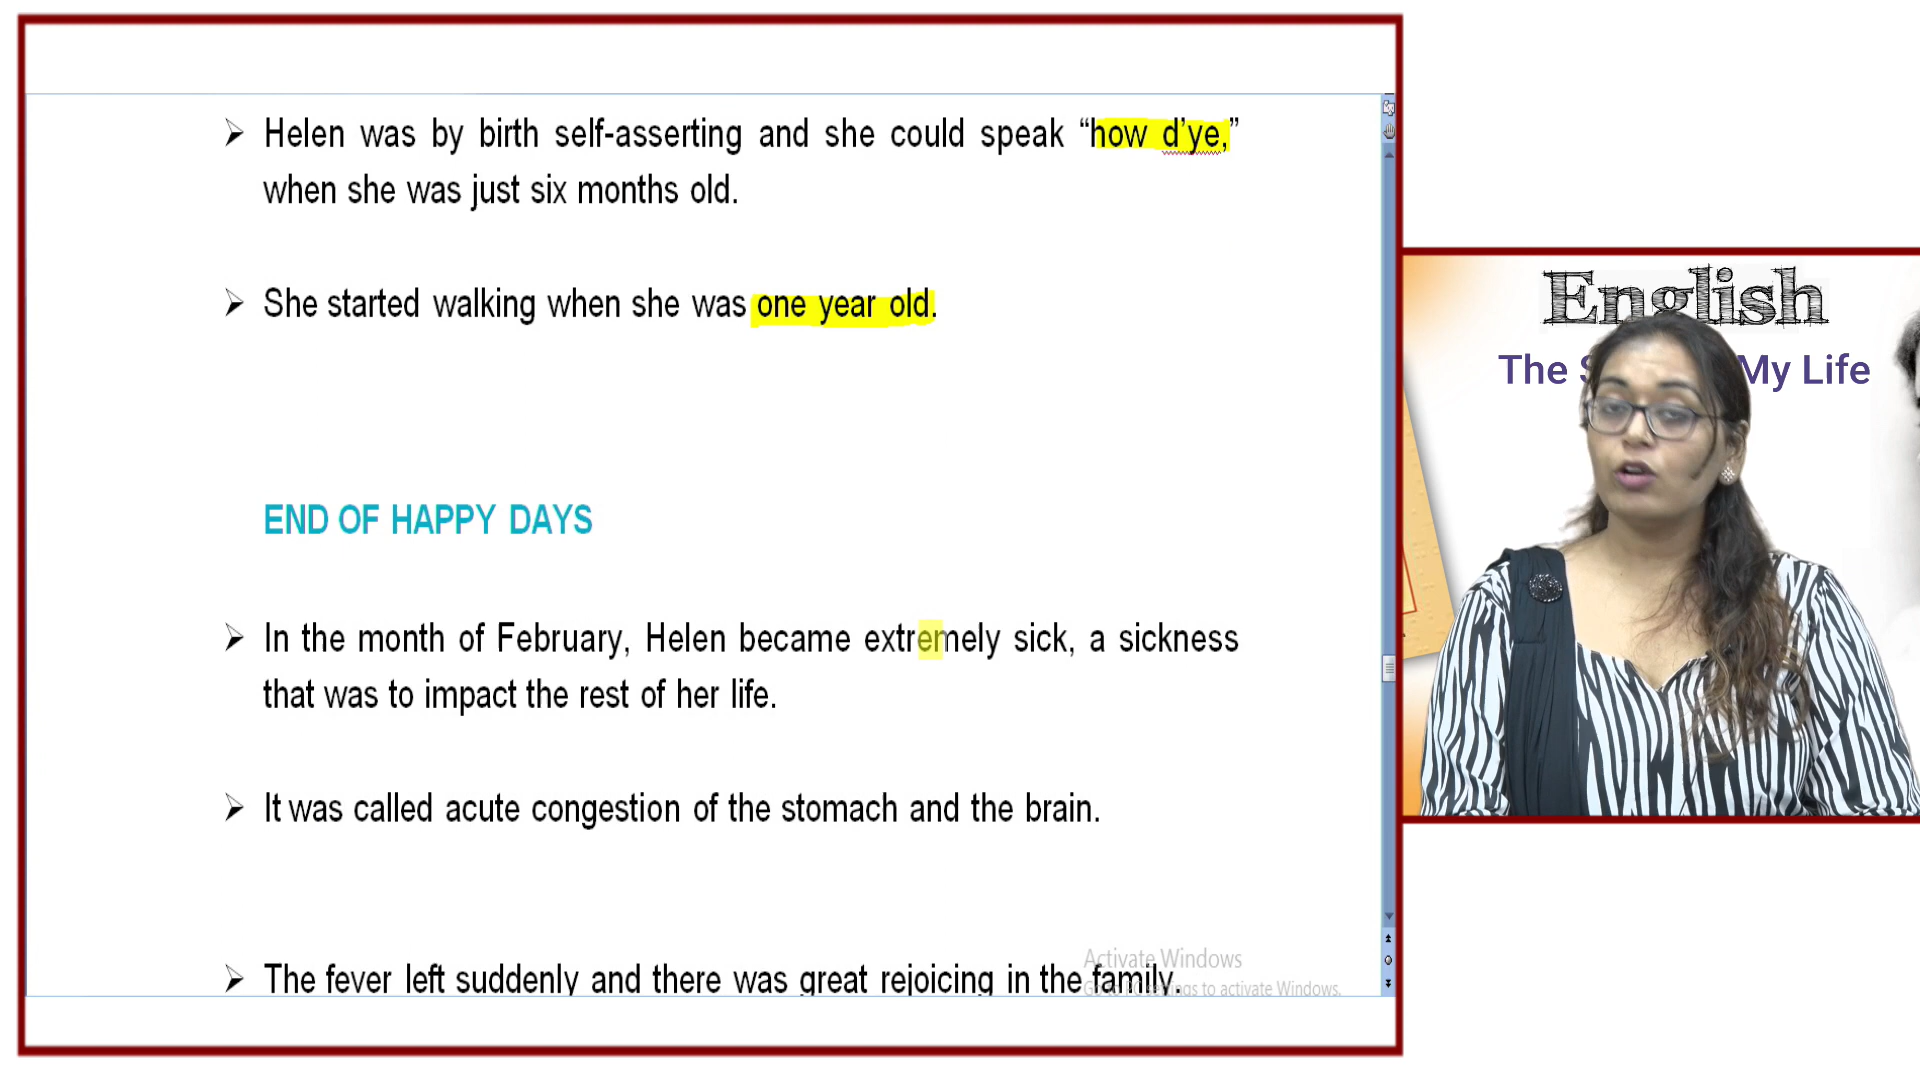 ➢ Helen was by birth self-asserting and she could speak “how d’ye,”
when she was just six months old.
➢ She started walking when she was one year old.
END OF HAPPY DAYS
➢ In the month of February, Helen became extremely sick, a sickness
that was to impact the rest of her life.
➢ It was called acute congestion of the stomach and the brain.
➢ The fever left suddenly and there was great rejoicing in the family.
Activate Windows
Go to PC settings to activate Windows.
English
The S My Life